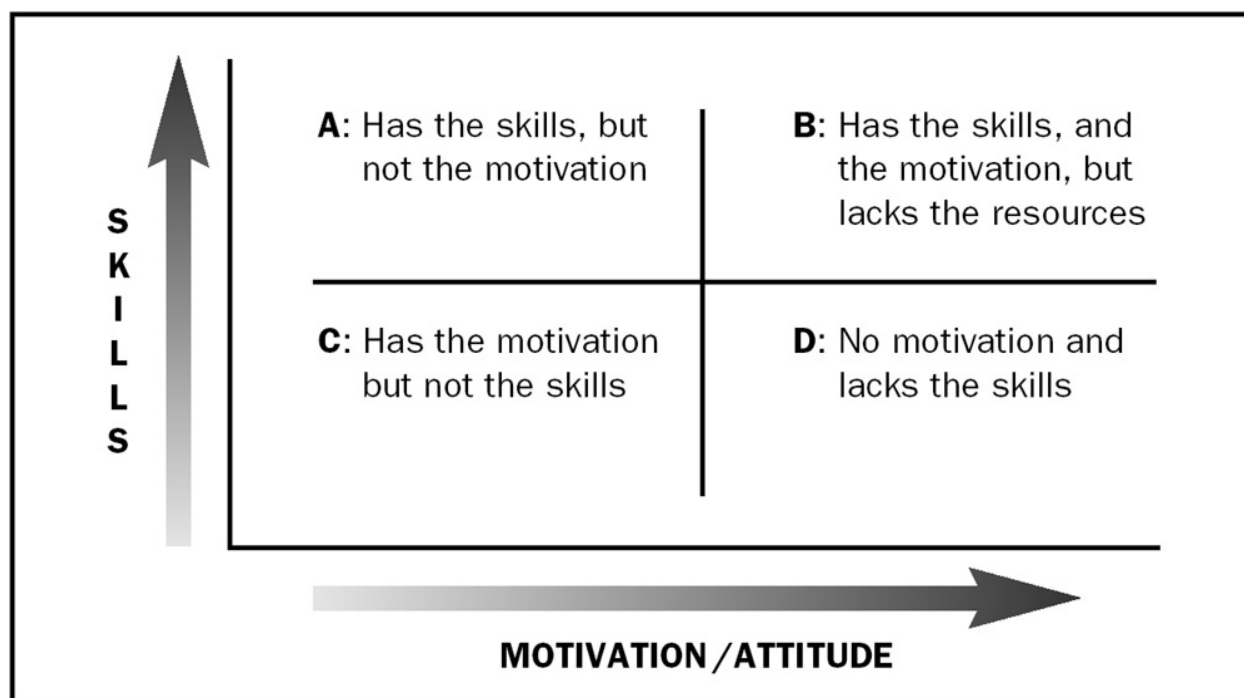 SKILLS
A: Has the skills, but
not the motivation
B: Has the skills, and
the motivation, but
lacks the resources
C: Has the motivation
but not the skills
D: No motivation and
lacks the skills
MOTIVATION/ATTITUDE